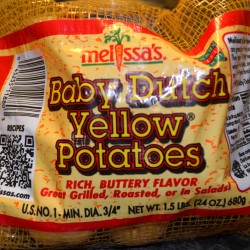 melissa's
Baby Dutch
Yellow®
Potatoes
RICH, BUTTERY FLAVOR
Great Grilled, Roasted, or in Salads!
U.S. NO. 1 - MIN. DIA. 3/4" NET WT. 1.5 LBS. (24 OZ.) 680g
RECIPES